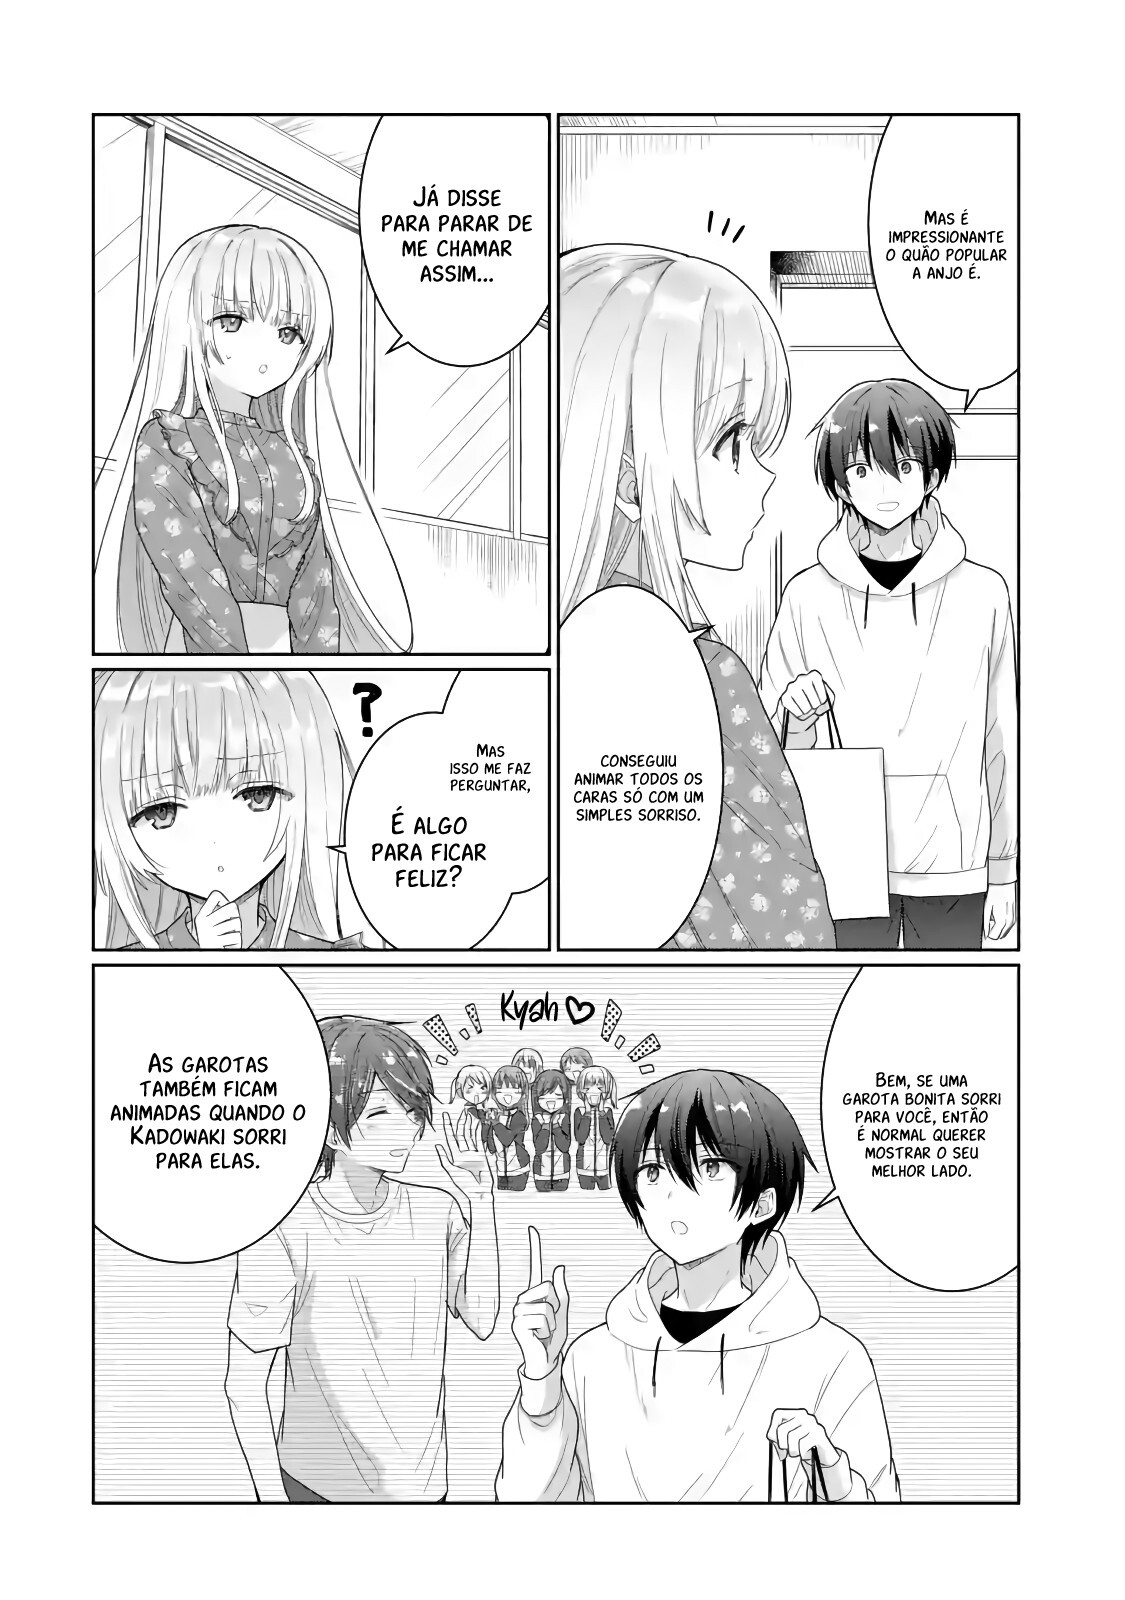 Mas é
impressionante
o quão popular
a anjo é.
conseguiu
animar todos os
caras só com um
simples sorriso.
Já disse
para parar de
me chamar
assim...
?
Mas
isso me faz
perguntar,
É algo
para ficar
feliz?
Bem, se uma
garota bonita sorri
para você, então
é normal querer
mostrar o seu
melhor lado.
Kyah♡
As garotas
também ficam
animadas quando o
Kadowaki sorri
para elas.